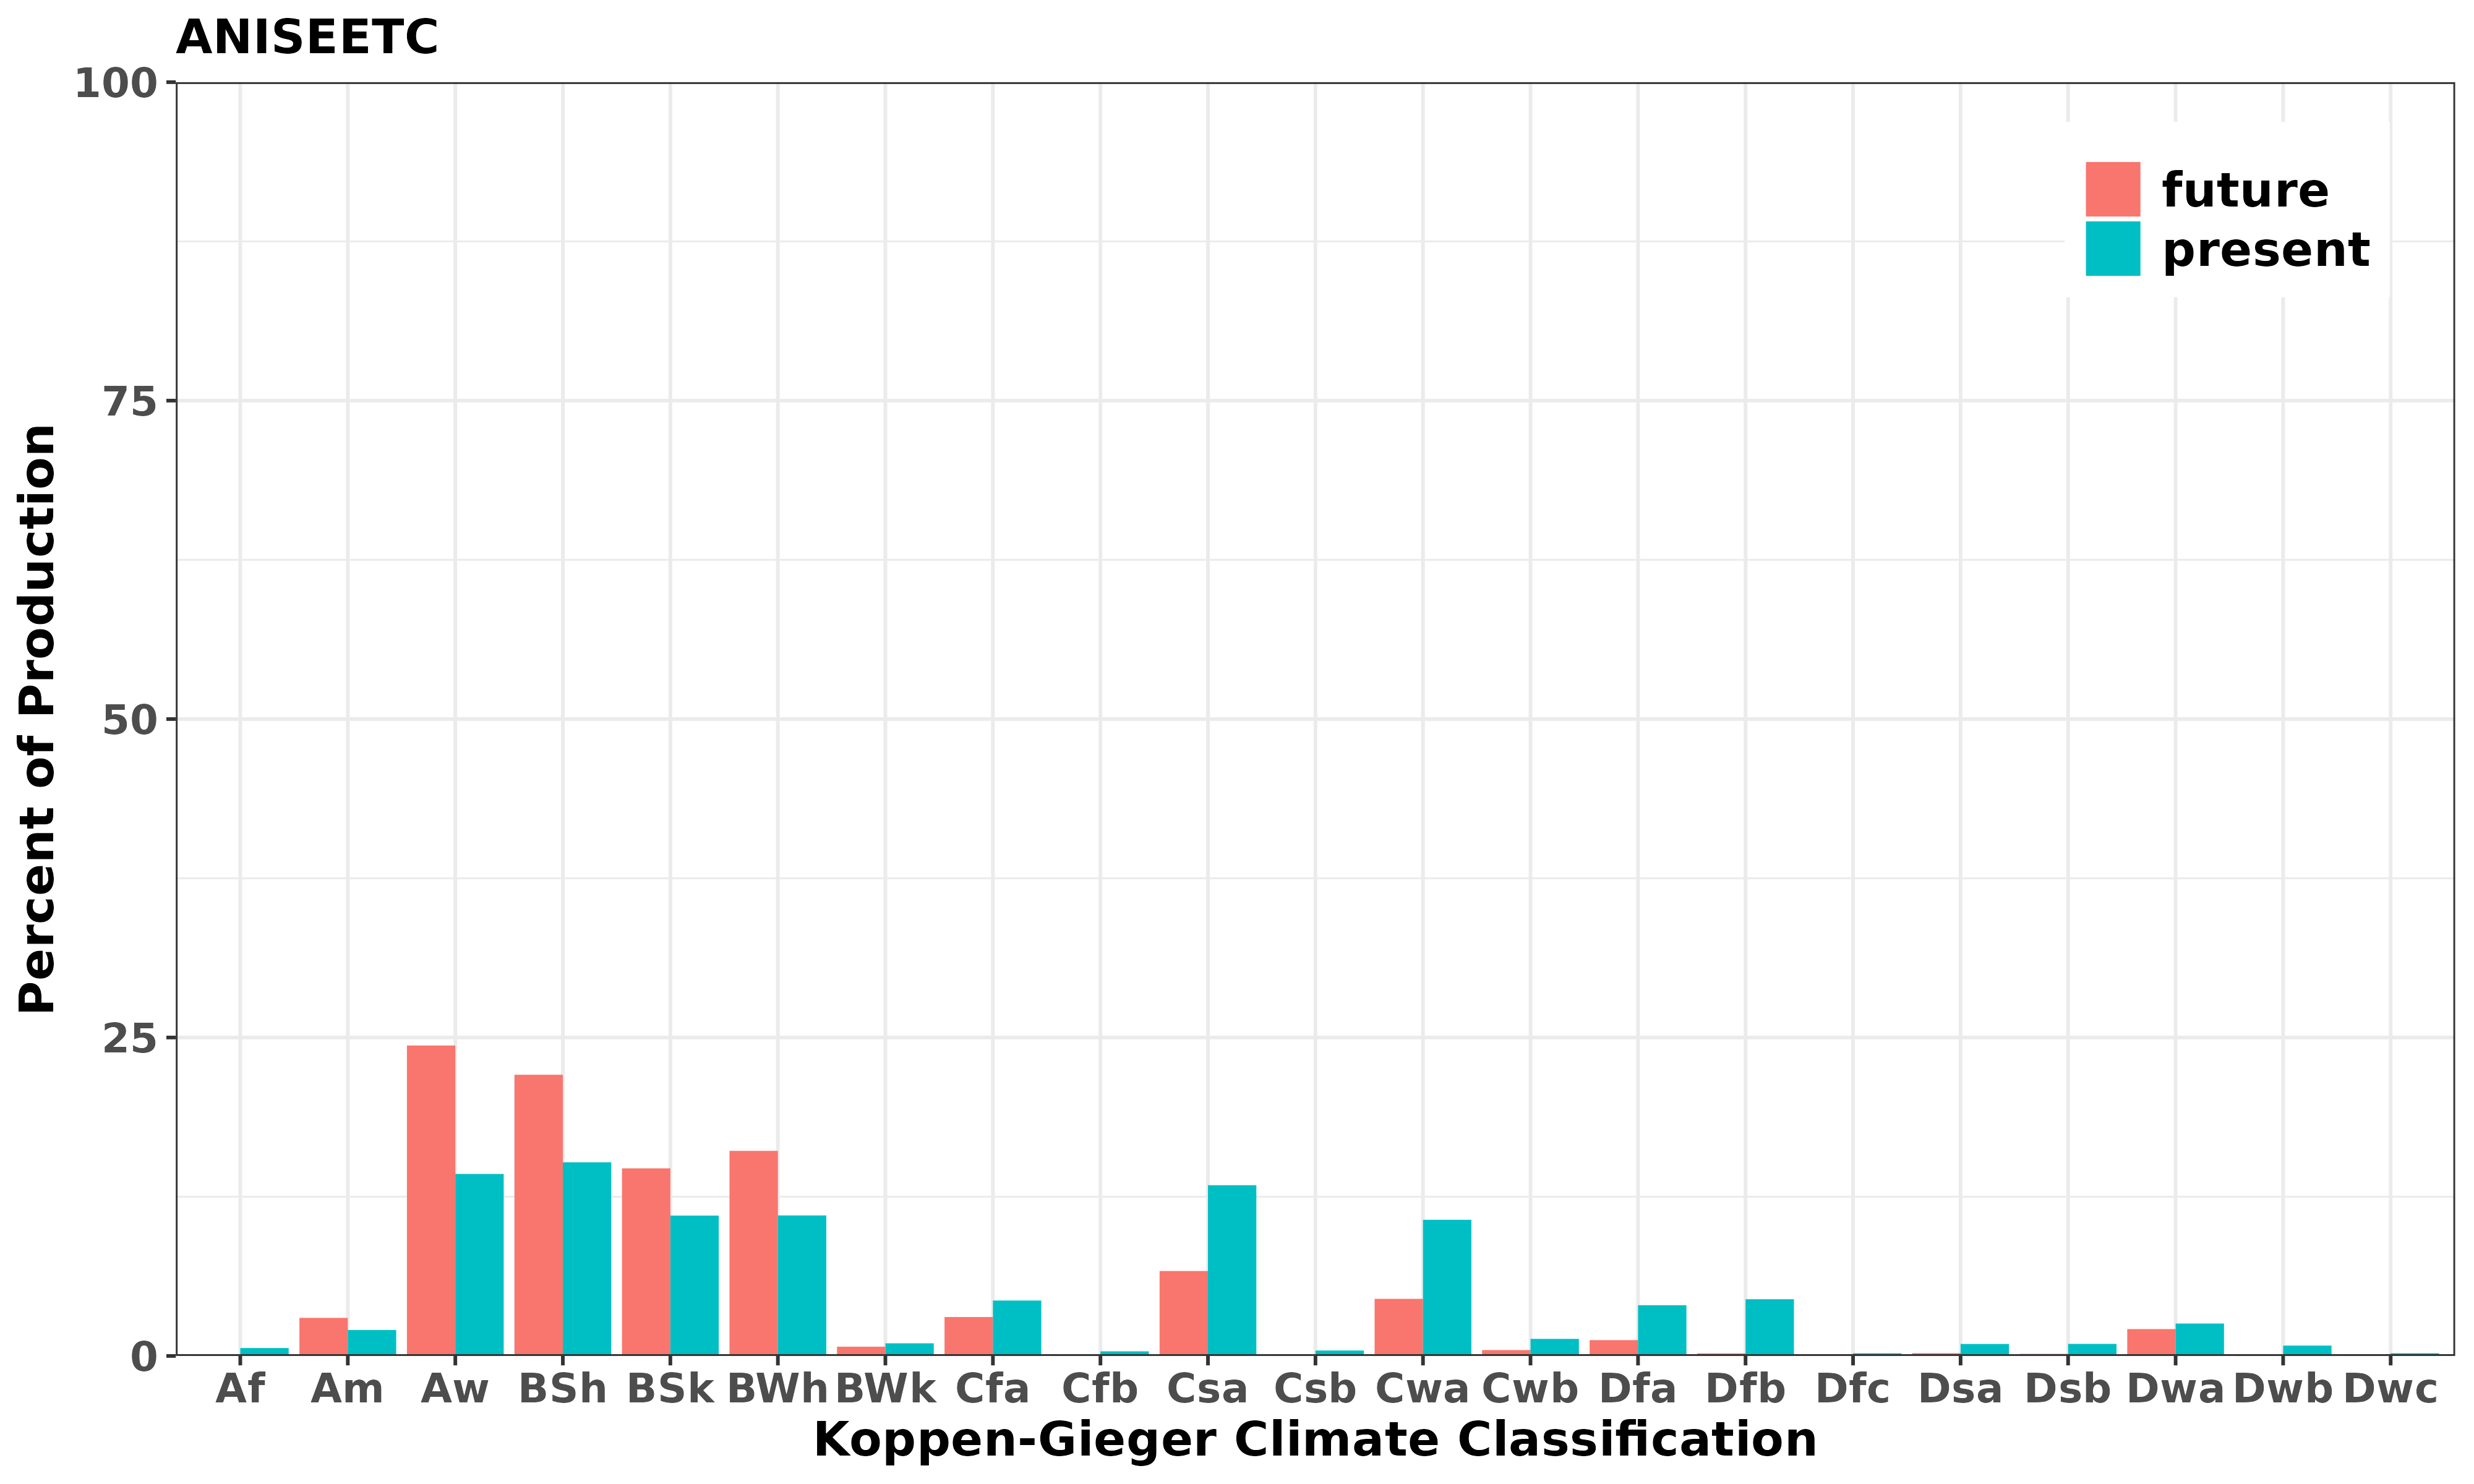 ANISEETC
100
75
50
25
0
Percent of Production
future
present
Af Am Aw BSh BSk BWh BWk Cfa Cfb Csa Csb Cwa Cwb Dfa Dfb Dfc Dsa Dsb Dwa Dwb Dwc
Koppen-Gieger Climate Classification